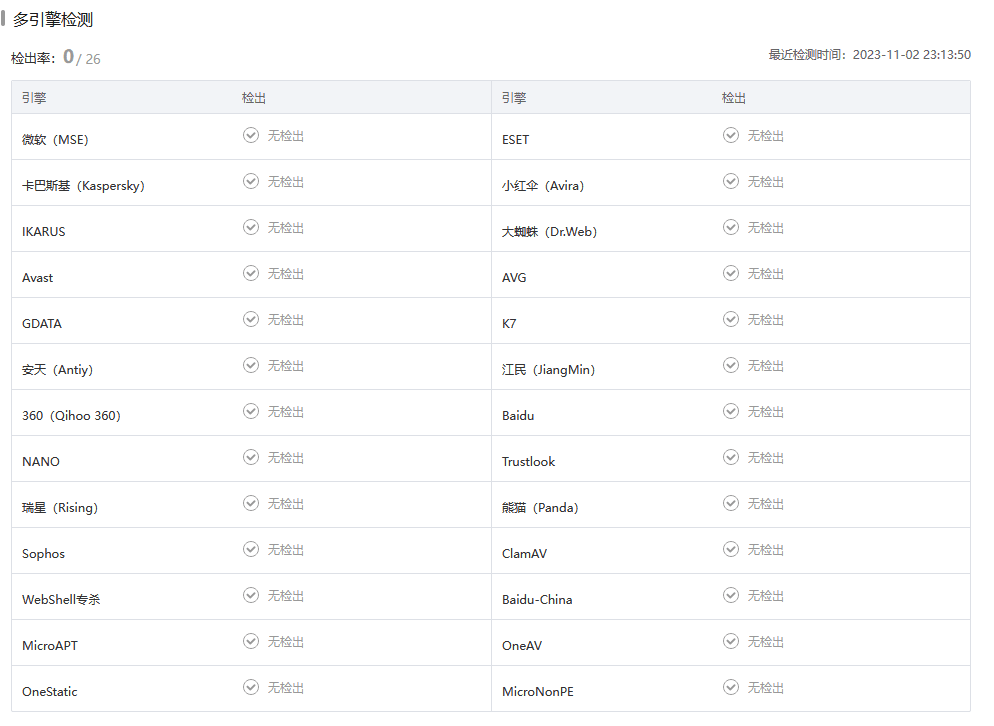 多引擎检测
检出率：0 / 26
最近检测时间：2023-11-02 23:13:50
引擎 检出 引擎 检出
微软（MSE） 无检出 ESET 无检出
卡巴斯基（Kaspersky） 无检出 小红伞（Avira） 无检出
IKARUS 无检出 大蜘蛛（Dr.Web） 无检出
Avast 无检出 AVG 无检出
GDATA 无检出 K7 无检出
安天（Antiy） 无检出 江民（JiangMin） 无检出
360（Qihoo 360） 无检出 Baidu 无检出
NANO 无检出 Trustlook 无检出
瑞星（Rising） 无检出 熊猫（Panda） 无检出
Sophos 无检出 ClamAV 无检出
WebShell专杀 无检出 Baidu-China 无检出
MicroAPT 无检出 OneAV 无检出
OneStatic 无检出 MicroNonPE 无检出